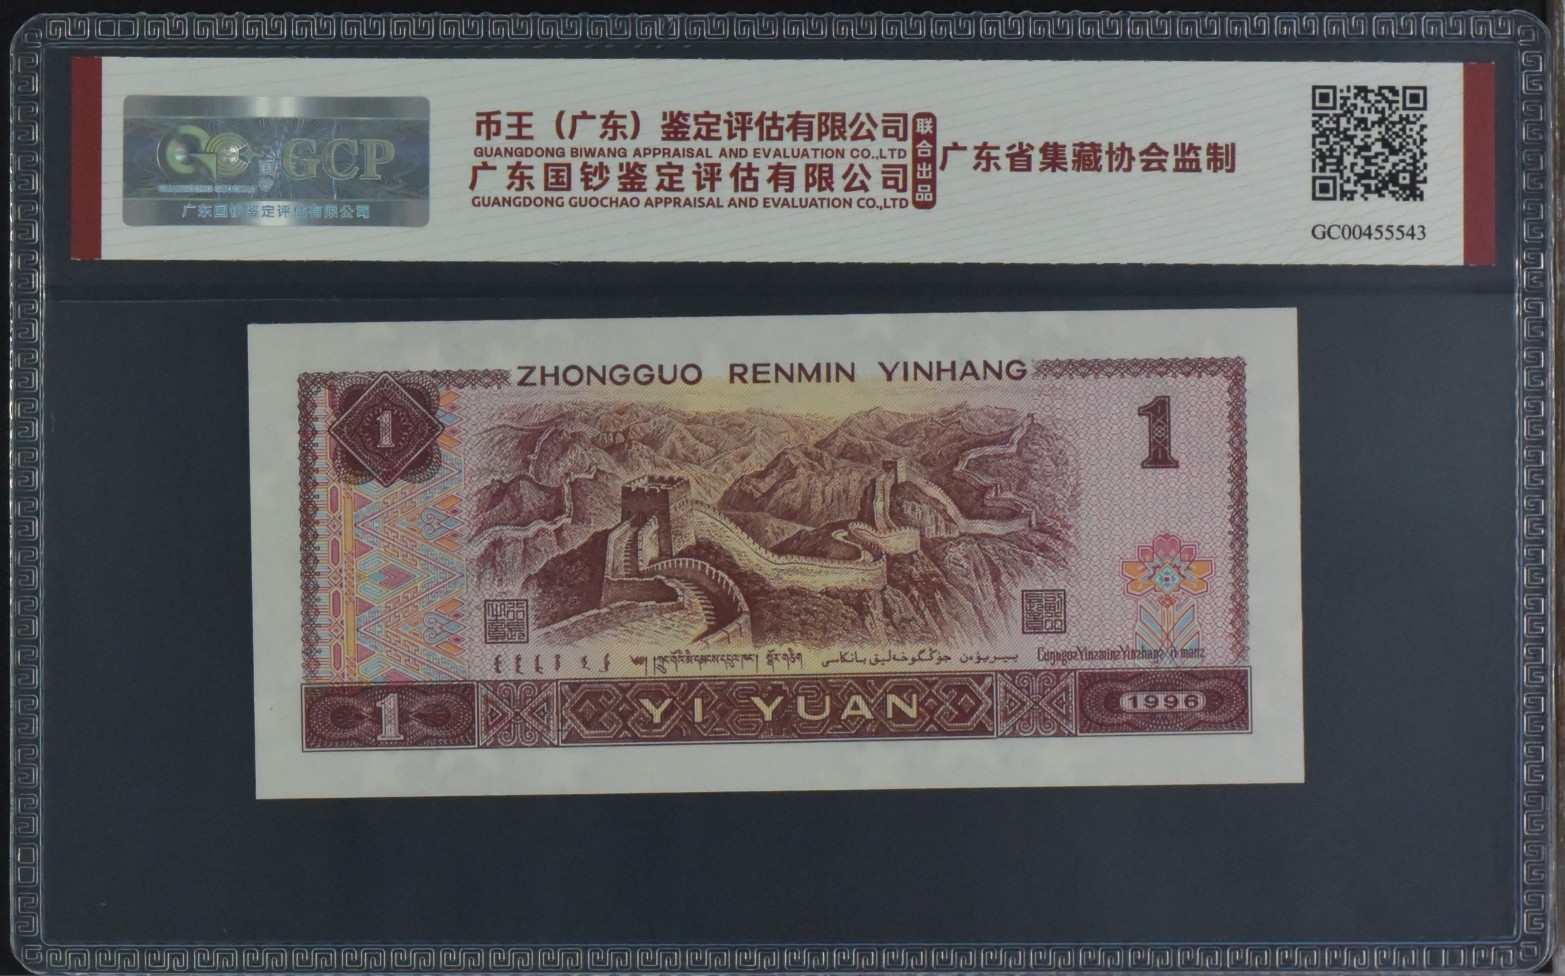 GCP
广东国钞鉴定评估有限公司
币王（广东）鉴定评估有限公司
GUANGDONG BIWANG APPRAISAL AND EVALUATION CO.,LTD
广东国钞鉴定评估有限公司
GUANGDONG GUOCHAO APPRAISAL AND EVALUATION CO.,LTD
联合出品
广东省集藏协会监制
GC00455543
ZHONGGUO RENMIN YINHANG
1
1
1
YI YUAN
1996